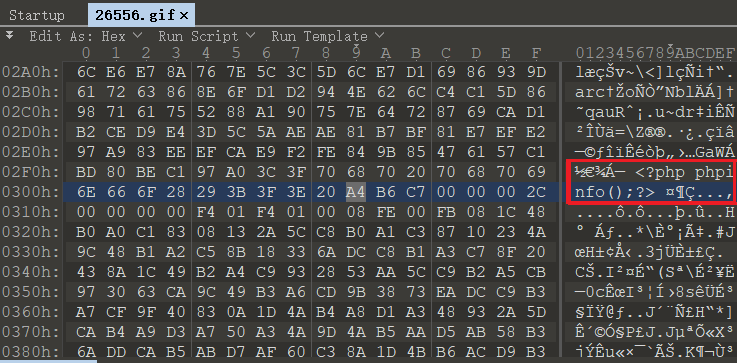 Startup 26556.gif ×
Edit As: Hex Run Script Run Template
0 1 2 3 4 5 6 7 8 9 A B C D E F 0123456789ABCDEF
02A0h: 6C E6 E7 8A 76 7E 5C 3C 5D 6C E7 D1 69 86 93 9D læçŠv~\<]lçÑi†“.
02B0h: 61 72 63 86 8E 6F D1 D2 94 4E 62 6C C4 C1 5D 86 arc†ŽoÑÒ”NblÄÁ]†
02C0h: 98 71 61 75 52 88 A1 90 75 7E 64 72 87 69 CA D1 ˜qauRˆ¡.u~dr‡iÊÑ
02D0h: B2 CE D9 E4 3D 5C 5A AE AE 81 B7 BF 81 E7 EF E2 ²ÎÙä=\Z®®.·¿.çïâ
02E0h: 97 A9 83 EE EF CA E9 F2 FE 84 9B 85 47 61 57 C1 —©ƒîïÊéòþ„›…GaWÁ
02F0h: BD 80 BE C1 97 A0 3C 3F 70 68 70 20 70 68 70 69 ½€¾Á— <?php phpi
0300h: 6E 66 6F 28 29 3B 3F 3E 20 A4 B6 C7 00 00 00 2C nfo();?> ¤¶Ç...,
0310h: 00 00 00 00 F4 01 F4 01 00 08 FE 00 FB 08 1C 48 ....ô.ô...þ.û..H
0320h: B0 A0 C1 83 08 13 2A 5C C8 B0 A1 C3 87 10 23 4A ° Áƒ..*\È°¡Ã‡.#J
0330h: 9C 48 B1 A2 C5 8B 18 33 6A DC C8 B1 A3 C7 8F 20 œH±¢Å‹.3jÜÈ±£Ç.
0340h: 43 8A 1C 49 B2 A4 C9 93 28 53 AA 5C C9 B2 A5 CB CŠ.I²¤É“(Sª\É²¥Ë
0350h: 97 30 63 CA 9C 49 B3 A6 CD 9B 38 73 EA DC C9 B3 —0cÊœI³¦Í›8sêÜÉ³
0360h: A7 CF 9F 40 83 0A 1D 4A B4 A8 D1 A3 48 93 2A 5D §ÏŸ@ƒ..J´¨Ñ£H“*]
0370h: CA B4 A9 D3 A7 50 A3 4A 9D 4A B5 AA D5 AB 58 B3 Ê´©Ó§P£J.JµªÕ«X³
0380h: 6A DD CA B5 AB D7 AF 60 C3 8A 1D 4B B6 AC D9 B3 jÝÊµ«×¯`ÃŠ.K¶¬Ù³